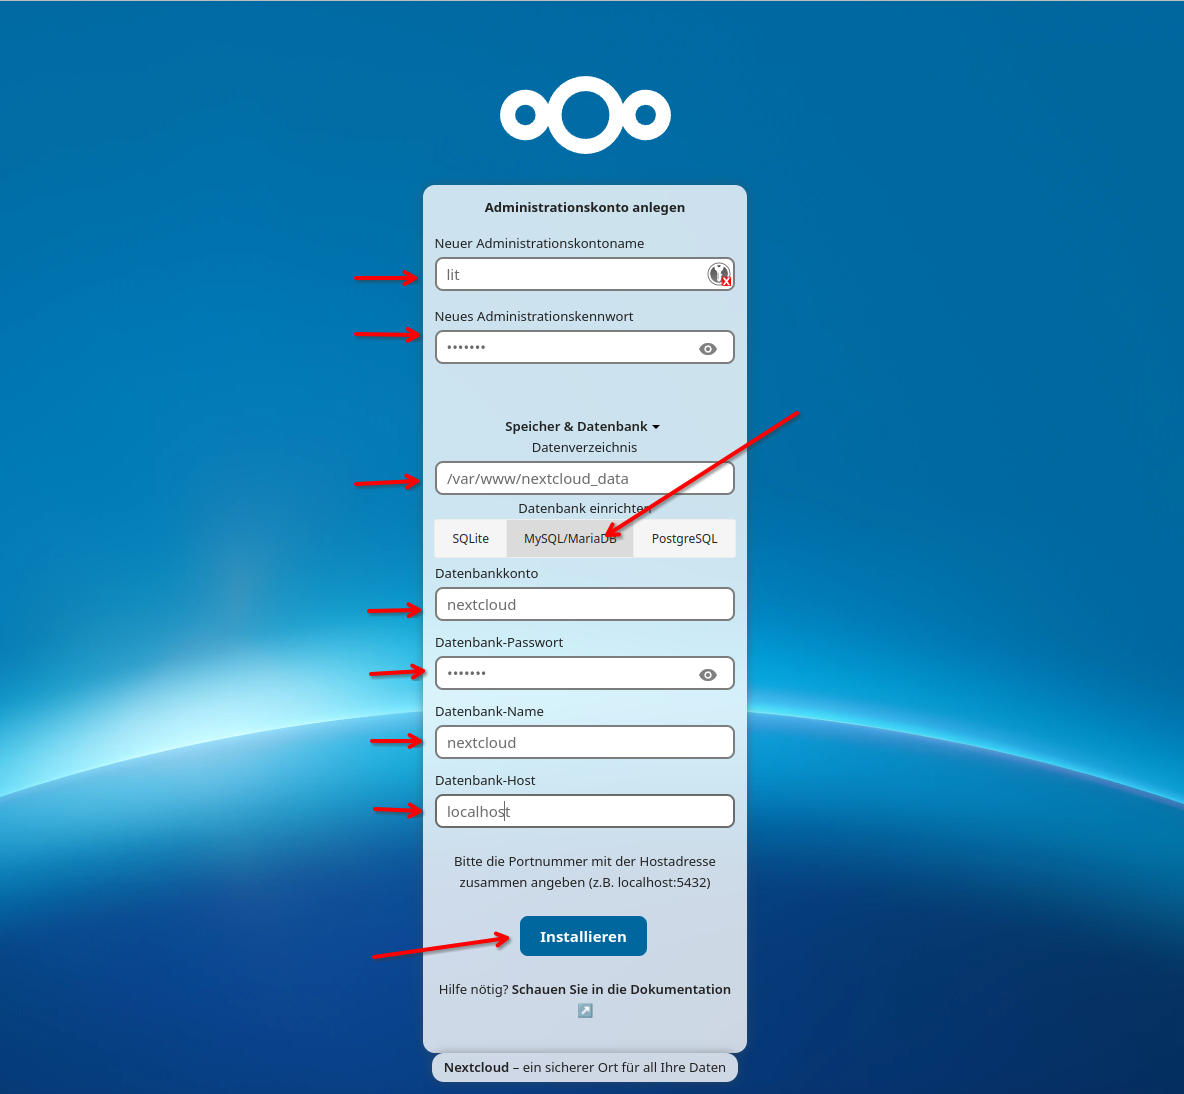 Administrationskonto anlegen
Neuer Administrationskontoname
lit
Neues Administrationskennwort
•••••••
Speicher & Datenbank
Datenverzeichnis
/var/www/nextcloud_data
Datenbank einrichten
SQLite MySQL/MariaDB PostgreSQL
Datenbankkonto
nextcloud
Datenbank-Passwort
•••••••
Datenbank-Name
nextcloud
Datenbank-Host
localhost
Bitte die Portnummer mit der Hostadresse
zusammen angeben (z.B. localhost:5432)
Installieren
Hilfe nötig? Schauen Sie in die Dokumentation
↗
Nextcloud – ein sicherer Ort für all Ihre Daten